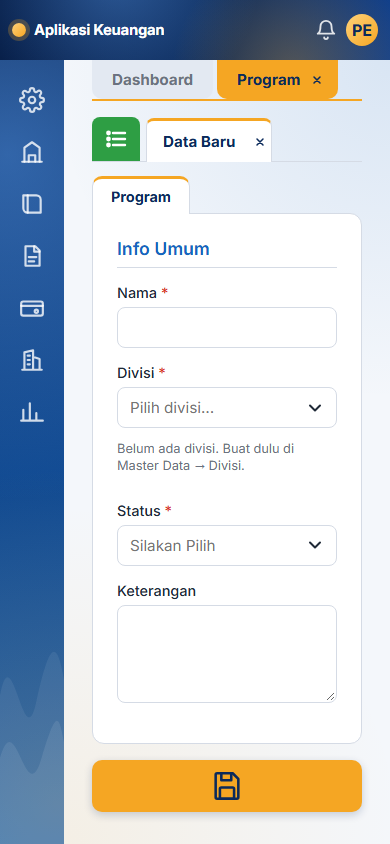 Aplikasi Keuangan
PE
Dashboard
Program ×
Data Baru ×
Program
Info Umum
Nama *
Divisi *
Pilih divisi...
Belum ada divisi. Buat dulu di
Master Data → Divisi.
Status *
Silakan Pilih
Keterangan